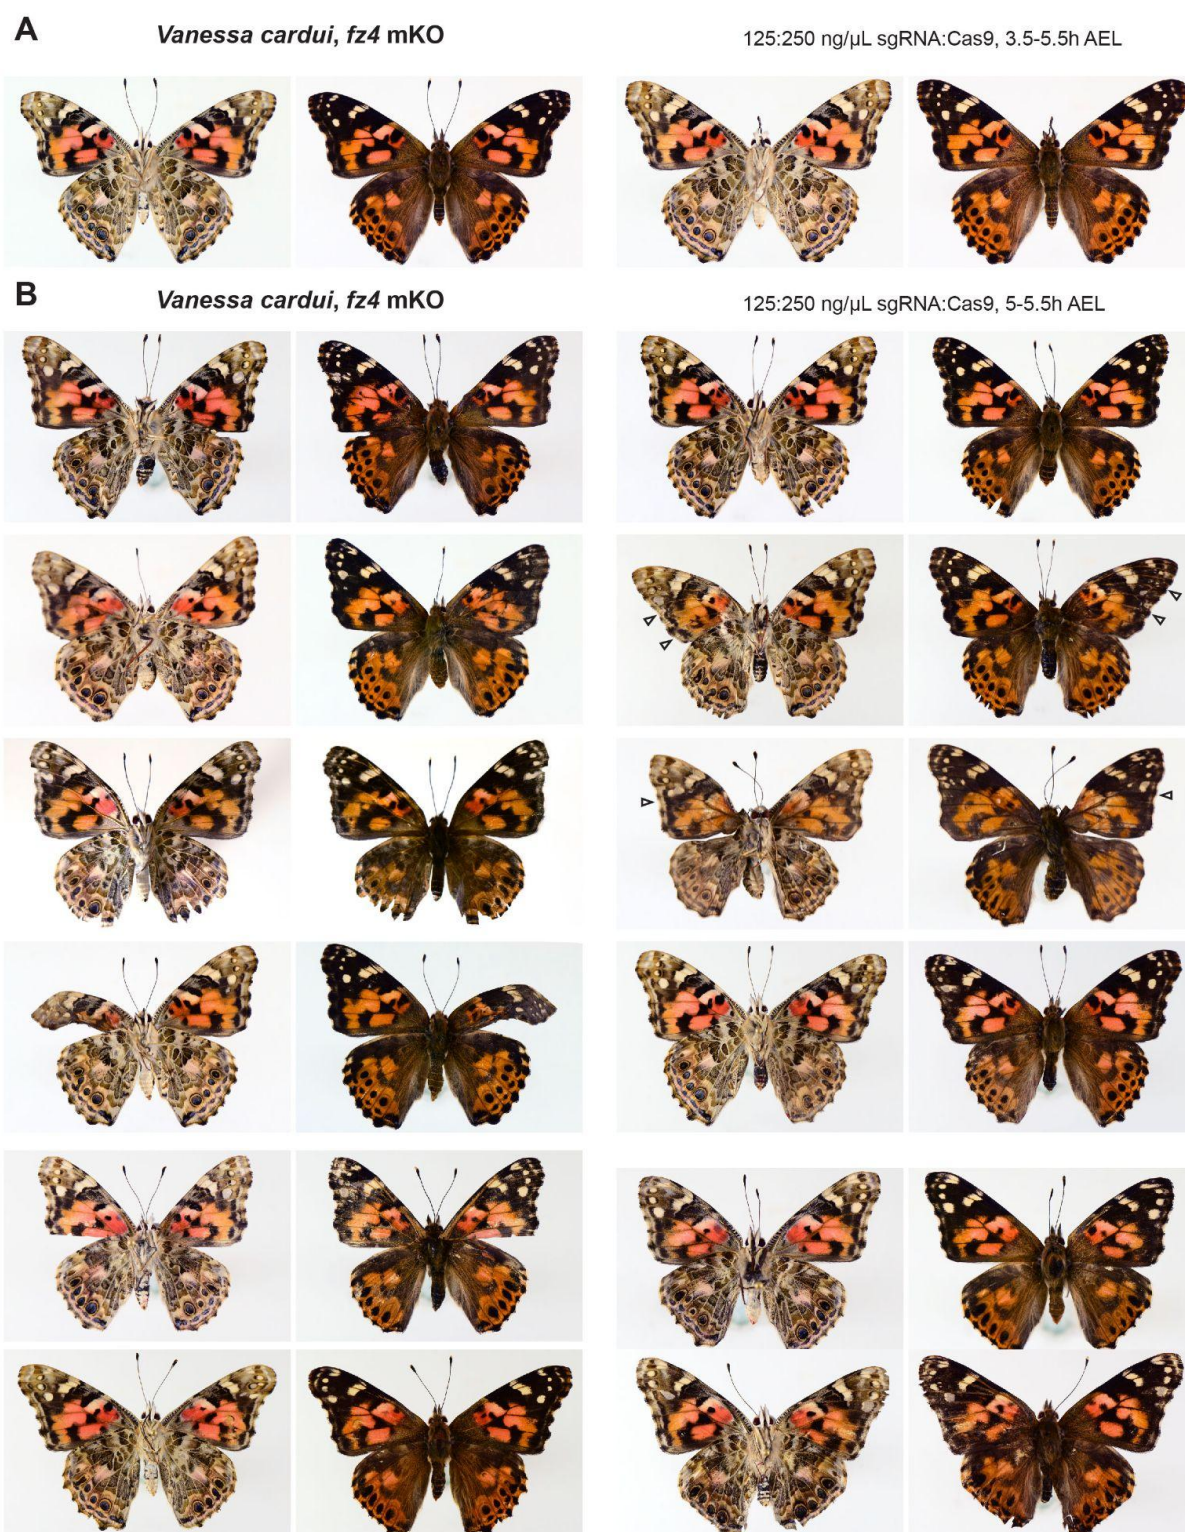 A
Vanessa cardui, fz4 mKO
125:250 ng/µL sgRNA:Cas9, 3.5-5.5h AEL
B
Vanessa cardui, fz4 mKO
125:250 ng/µL sgRNA:Cas9, 5-5.5h AEL